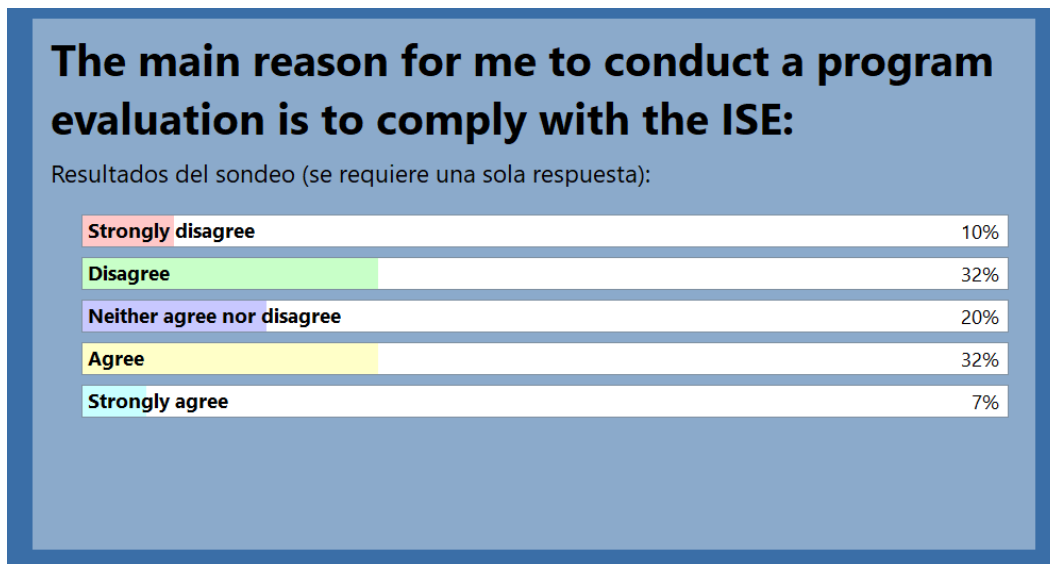 The main reason for me to conduct a program
evaluation is to comply with the ISE:
Resultados del sondeo (se requiere una sola respuesta):
Strongly disagree 10%
Disagree 32%
Neither agree nor disagree 20%
Agree 32%
Strongly agree 7%